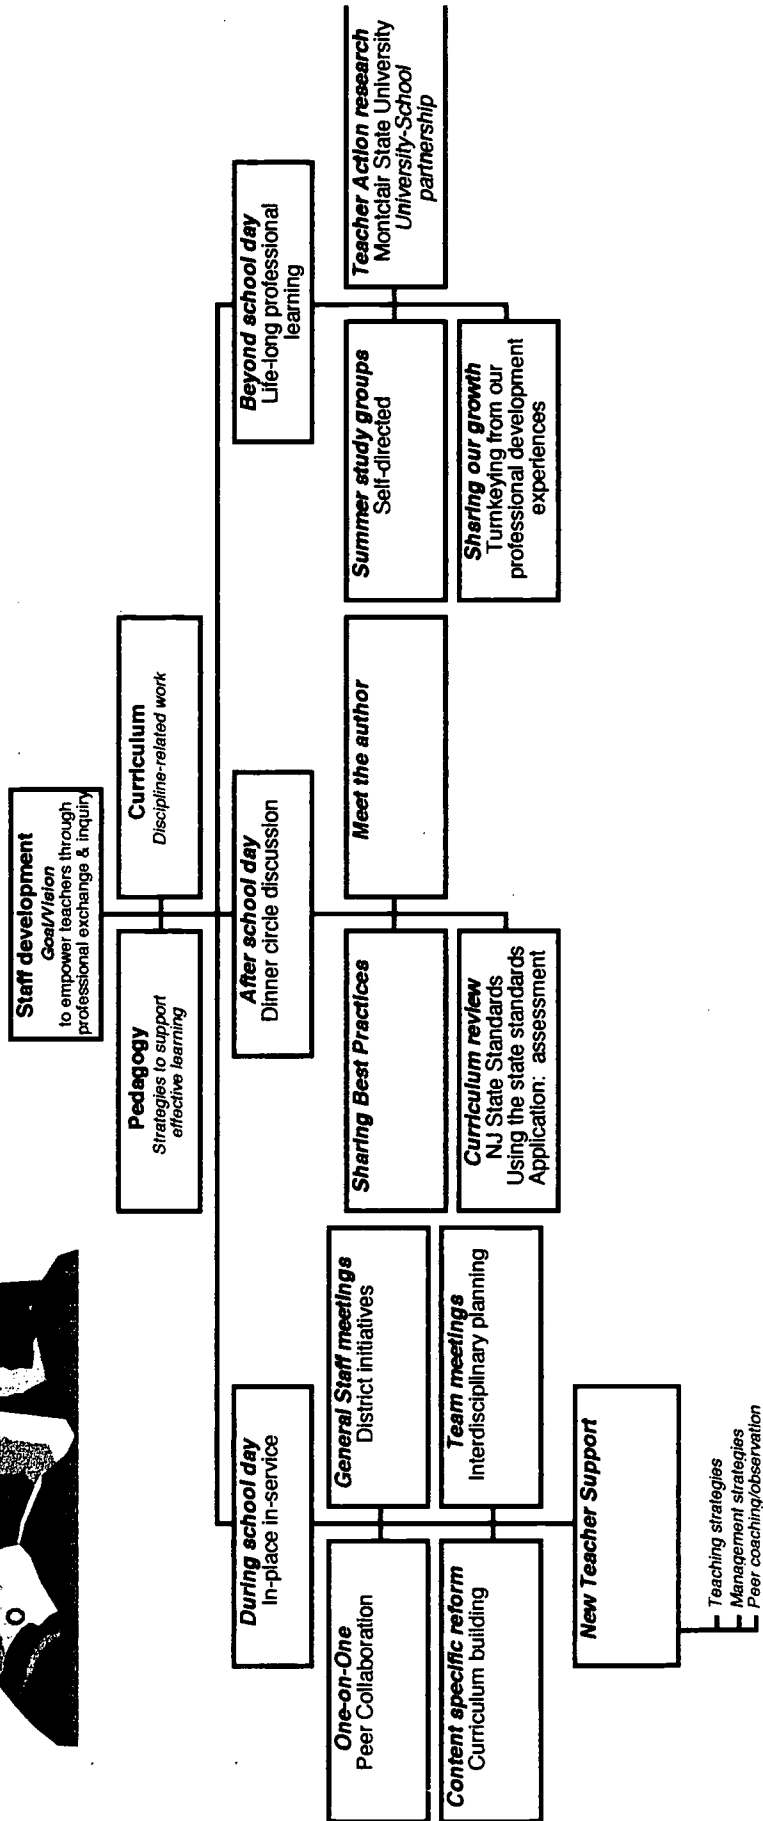 Staff development
Goal/Vision
to empower teachers through
professional exchange & inquiry
Pedagogy
Strategies to support
effective learning
Curriculum
Discipline-related work
During school day
In-place in-service
One-on-One
Peer Collaboration
General Staff meetings
District initiatives
Content specific reform
Curriculum building
Team meetings
Interdisciplinary planning
New Teacher Support
Teaching strategies
Management strategies
Peer coaching/observation
After school day
Dinner circle discussion
Sharing Best Practices
Meet the author
Curriculum review
NJ State Standards
Using the state standards
Application: assessment
Beyond school day
Life-long professional
learning
Summer study groups
Self-directed
Teacher Action research
Montclair State University
University-School
partnership
Sharing our growth
Turnkeying from our
professional development
experiences